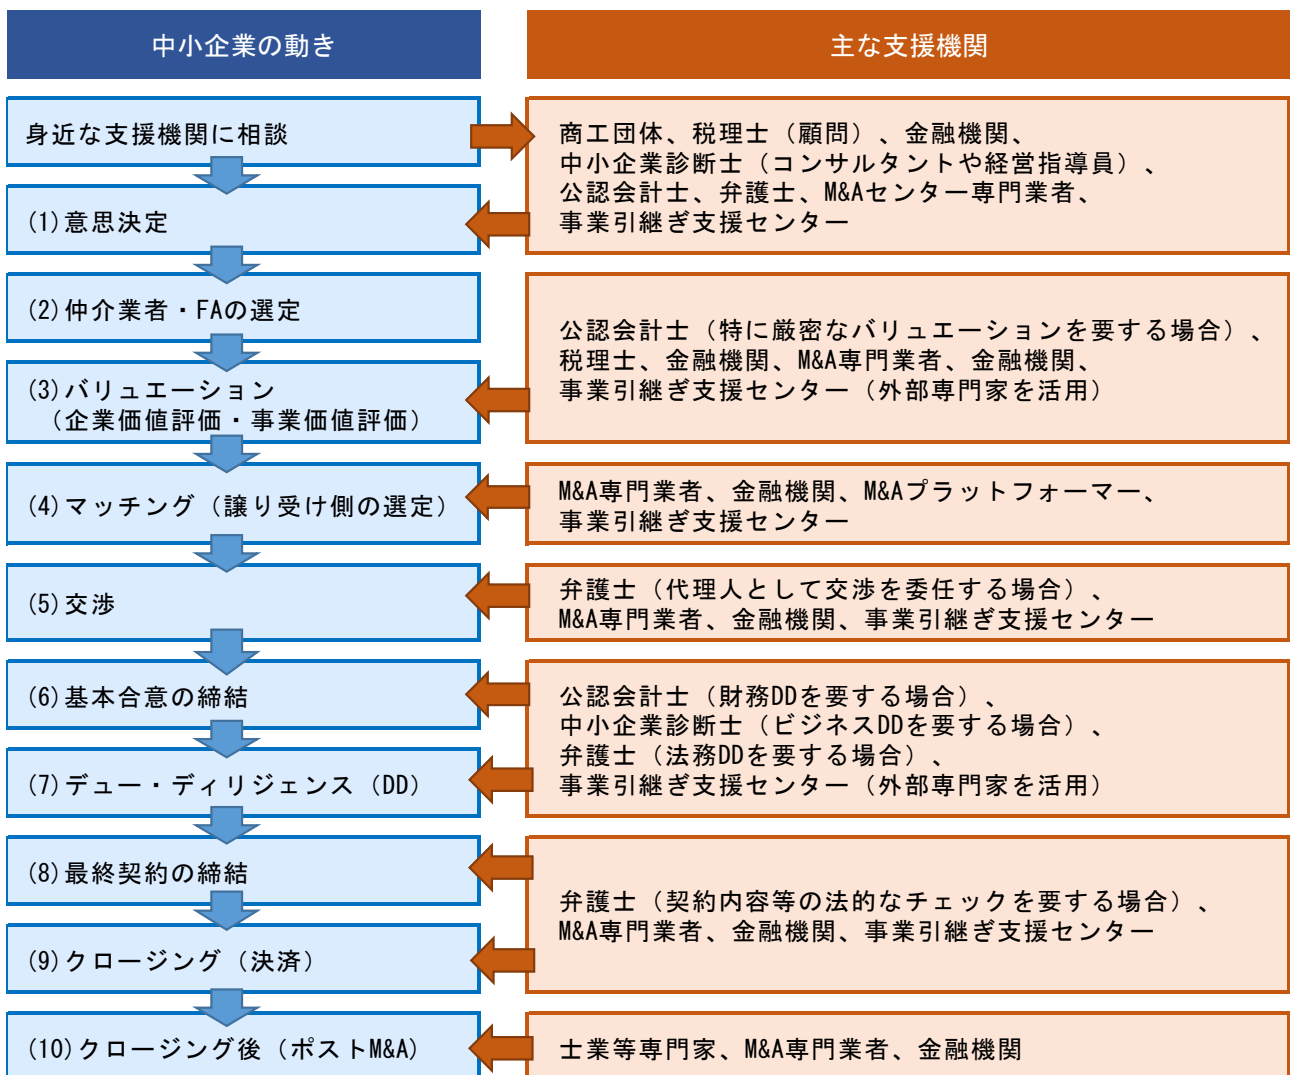 中小企業の動き
主な支援機関
身近な支援機関に相談
商工団体、税理士（顧問）、金融機関、
中小企業診断士（コンサルタントや経営指導員）、
公認会計士、弁護士、M&Aセンター専門業者、
事業引継ぎ支援センター
(1)意思決定
(2)仲介業者・FAの選定
公認会計士（特に厳密なバリュエーションを要する場合）、
税理士、金融機関、M&A専門業者、金融機関、
事業引継ぎ支援センター（外部専門家を活用）
(3)バリュエーション
（企業価値評価・事業価値評価）
(4)マッチング（譲り受け側の選定）
M&A専門業者、金融機関、M&Aプラットフォーマー、
事業引継ぎ支援センター
(5)交渉
弁護士（代理人として交渉を委任する場合）、
M&A専門業者、金融機関、事業引継ぎ支援センター
(6)基本合意の締結
公認会計士（財務DDを要する場合）、
中小企業診断士（ビジネスDDを要する場合）、
弁護士（法務DDを要する場合）、
事業引継ぎ支援センター（外部専門家を活用）
(7)デュー・ディリジェンス（DD）
(8)最終契約の締結
弁護士（契約内容等の法的なチェックを要する場合）、
M&A専門業者、金融機関、事業引継ぎ支援センター
(9)クロージング（決済）
(10)クロージング後（ポストM&A）
士業等専門家、M&A専門業者、金融機関